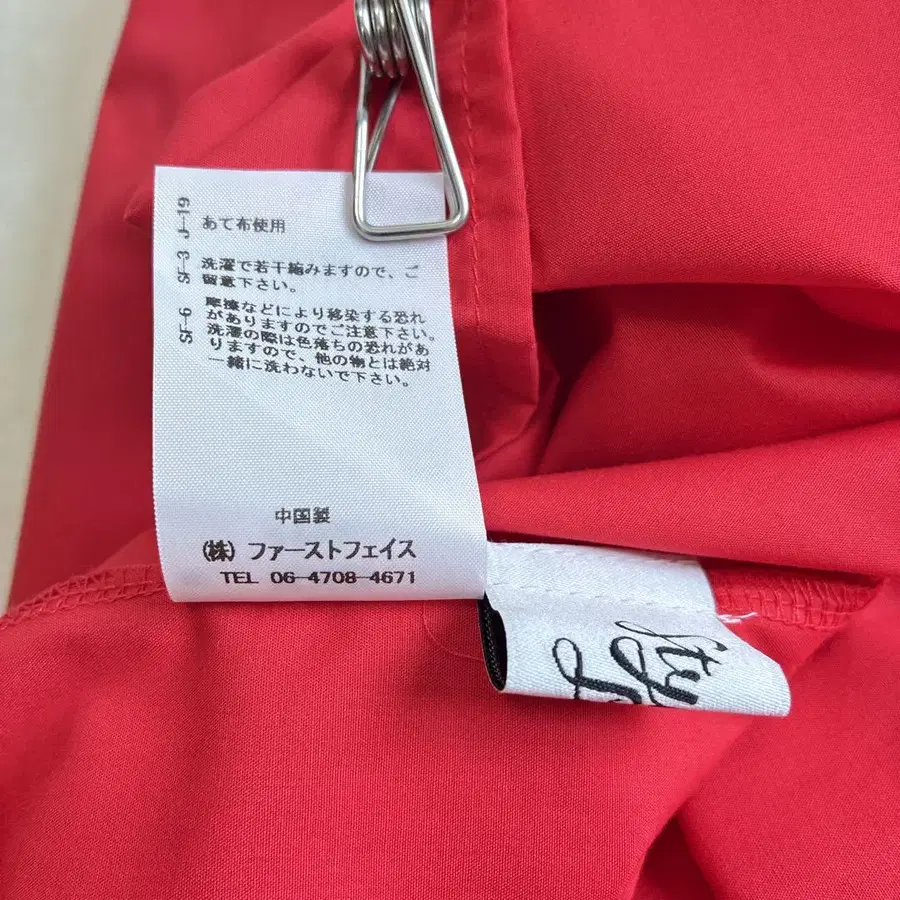 J-19
あて布使用
SF-3
洗濯で若干縮みますので、ご
留意下さい。
SF-6
摩擦などにより移染する恐れ
がありますのでご注意下さい。
洗濯の際は色落ちの恐れがあ
りますので、他の物とは絶対
一緒に洗わないで下さい。
中国製
(株) ファーストフェイス
TEL 06-4708-4671
Sty